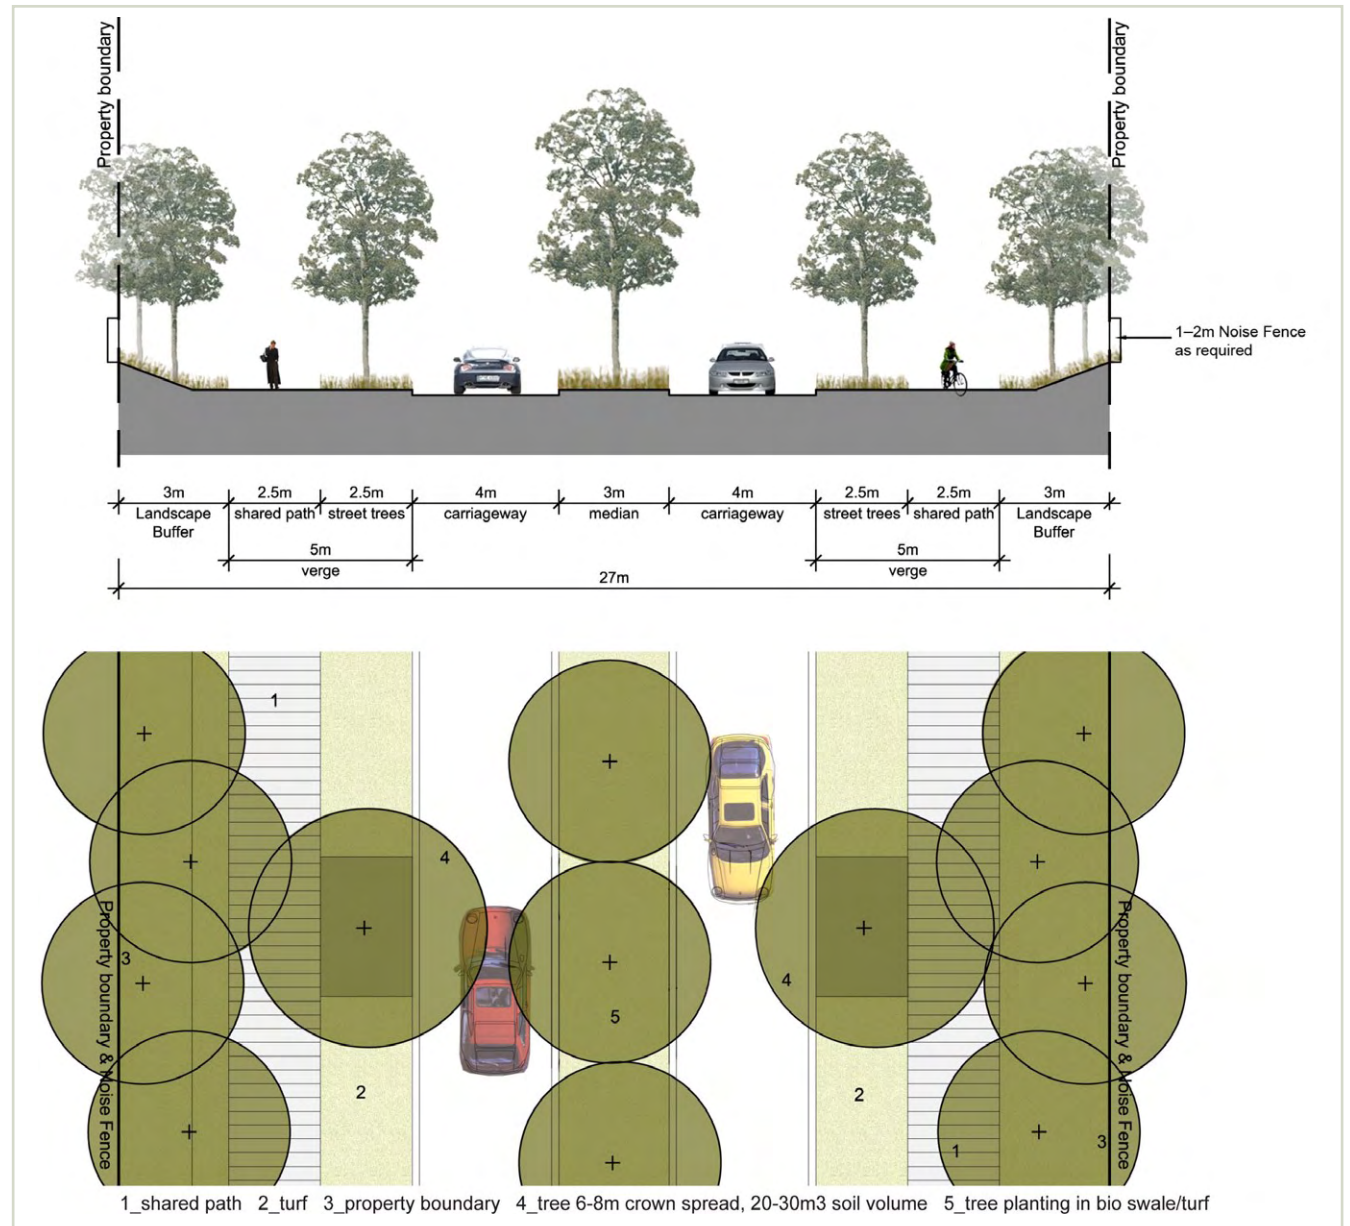 Property boundary
Property boundary
1–2m Noise Fence
as required
3m 2.5m 2.5m 4m 3m 4m 2.5m 2.5m 3m
Landscape shared path street trees carriageway median carriageway street trees shared path Landscape
Buffer Buffer
5m 5m
verge verge
27m
1
4
3
5
4
2
2
1
3
Property boundary & Noise Fence
Property boundary & Noise Fence
1_shared path 2_turf 3_property boundary 4_tree 6-8m crown spread, 20-30m3 soil volume 5_tree planting in bio swale/turf